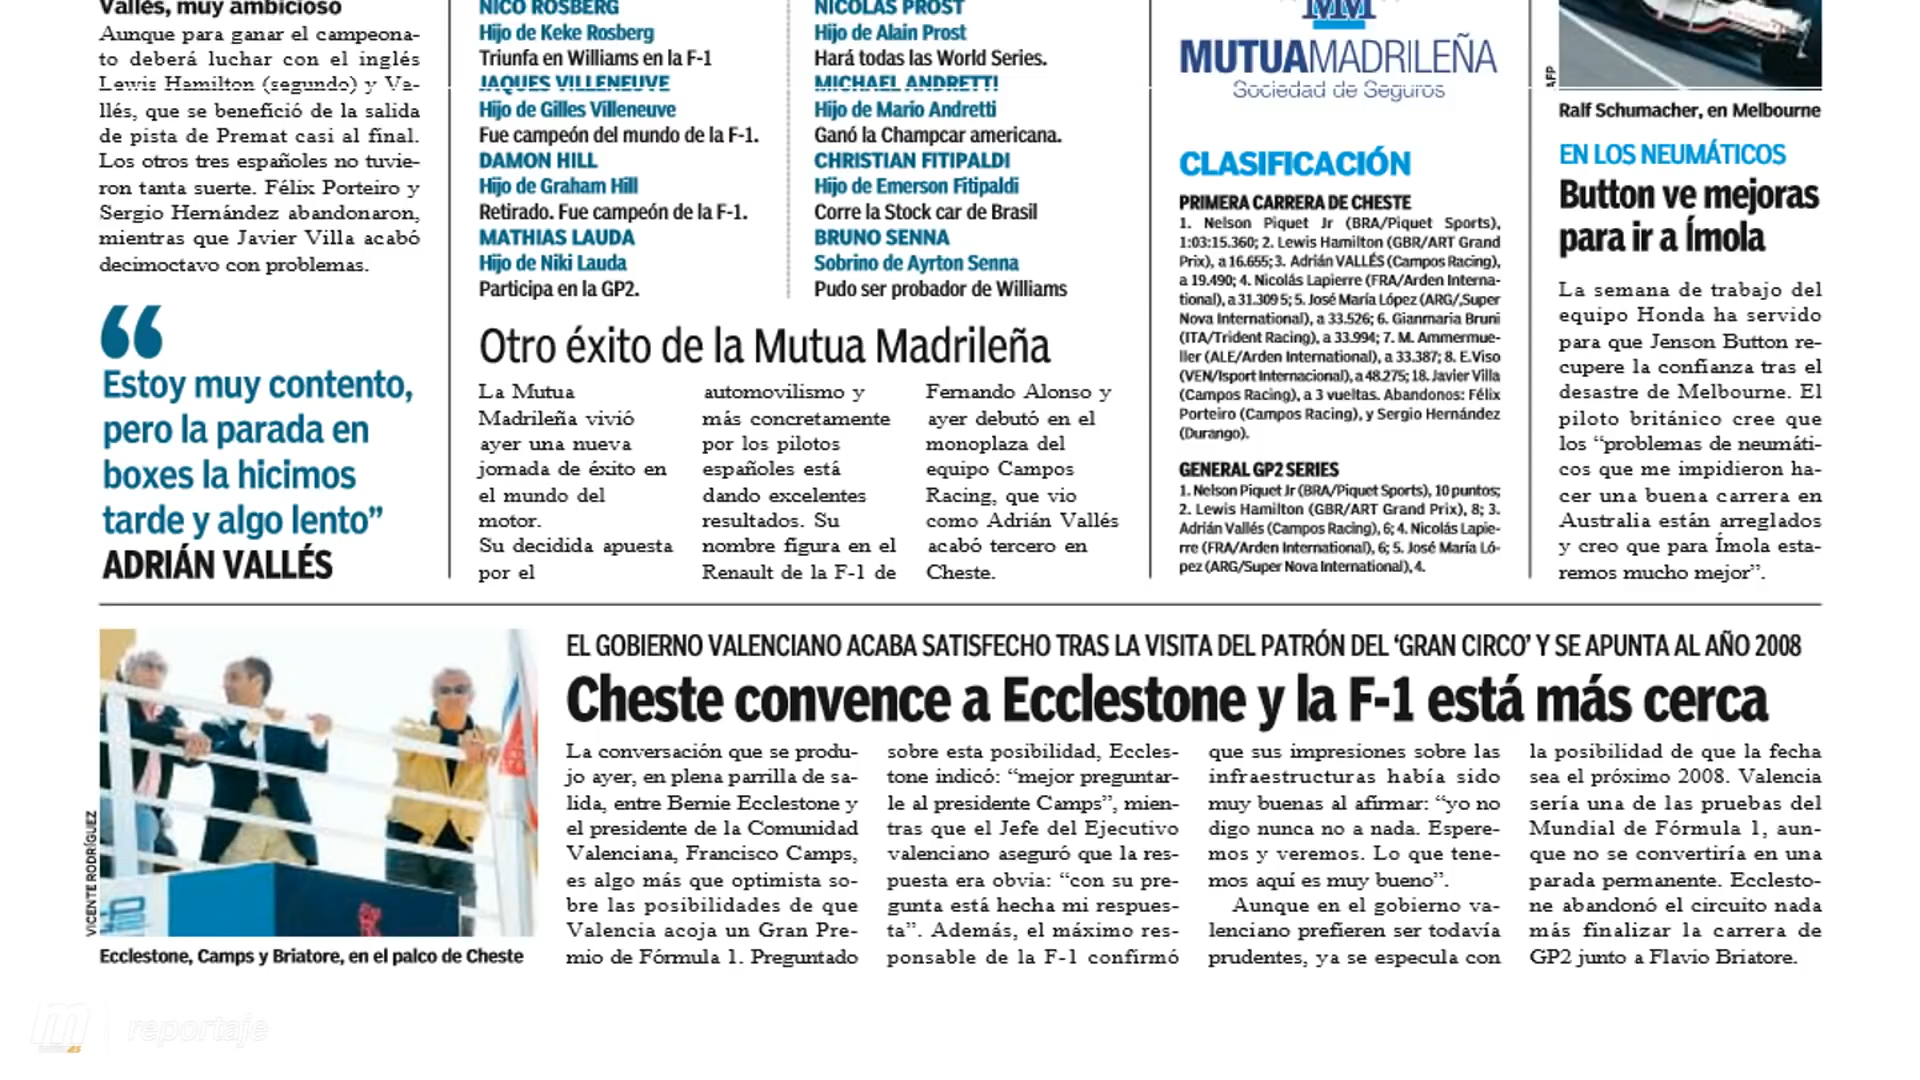 Vallés, muy ambicioso
Aunque para ganar el campeona-
to deberá luchar con el inglés
Lewis Hamilton (segundo) y Va-
llés, que se benefició de la salida
de pista de Premat casi al final.
Los otros tres españoles no tuvie-
ron tanta suerte. Félix Porteiro y
Sergio Hernández abandonaron,
mientras que Javier Villa acabó
decimoctavo con problemas.
“
Estoy muy contento,
pero la parada en
boxes la hicimos
tarde y algo lento”
ADRIÁN VALLÉS
NICO ROSBERG
Hijo de Keke Rosberg
Triunfa en Williams en la F-1
JAQUES VILLENEUVE
Hijo de Gilles Villeneuve
Fue campeón del mundo de la F-1.
DAMON HILL
Hijo de Graham Hill
Retirado. Fue campeón de la F-1.
MATHIAS LAUDA
Hijo de Niki Lauda
Participa en la GP2.
NICOLAS PROST
Hijo de Alain Prost
Hará todas las World Series.
MICHAEL ANDRETTI
Hijo de Mario Andretti
Ganó la Champcar americana.
CHRISTIAN FITIPALDI
Hijo de Emerson Fitipaldi
Corre la Stock car de Brasil
BRUNO SENNA
Sobrino de Ayrton Senna
Pudo ser probador de Williams
Otro éxito de la Mutua Madrileña
La Mutua
Madrileña vivió
ayer una nueva
jornada de éxito en
el mundo del
motor.
Su decidida apuesta
por el
automovilismo y
más concretamente
por los pilotos
españoles está
dando excelentes
resultados. Su
nombre figura en el
Renault de la F-1 de
Fernando Alonso y
ayer debutó en el
monoplaza del
equipo Campos
Racing, que vio
como Adrián Vallés
acabó tercero en
Cheste.
MM
MUTUAMADRILEÑA
Sociedad de Seguros
CLASIFICACIÓN
PRIMERA CARRERA DE CHESTE
1. Nelson Piquet Jr (BRA/Piquet Sports),
1:03:15.360; 2. Lewis Hamilton (GBR/ART Grand
Prix), a 16.655; 3. Adrián VALLÉS (Campos Racing),
a 19.490; 4. Nicolás Lapierre (FRA/Arden Interna-
tional), a 31.309 5; 5. José María López (ARG/,Super
Nova International), a 33.526; 6. Gianmaria Bruni
(ITA/Trident Racing), a 33.994; 7. M. Ammermue-
ller (ALE/Arden International), a 33.387; 8. E.Viso
(VEN/Isport Internacional), a 48.275; 18. Javier Villa
(Campos Racing), a 3 vueltas. Abandonos: Félix
Porteiro (Campos Racing), y Sergio Hernández
(Durango).
GENERAL GP2 SERIES
1. Nelson Piquet Jr (BRA/Piquet Sports), 10 puntos;
2. Lewis Hamilton (GBR/ART Grand Prix), 8; 3.
Adrián Vallés (Campos Racing), 6; 4. Nicolás Lapie-
rre (FRA/Arden International), 6; 5. José María Ló-
pez (ARG/Super Nova International), 4.
AFP
Ralf Schumacher, en Melbourne
EN LOS NEUMÁTICOS
Button ve mejoras
para ir a Ímola
La semana de trabajo del
equipo Honda ha servido
para que Jenson Button re-
cupere la confianza tras el
desastre de Melbourne. El
piloto británico cree que
los “problemas de neumáti-
cos que me impidieron ha-
cer una buena carrera en
Australia están arreglados
y creo que para Ímola esta-
remos mucho mejor”.
VICENTE RODRÍGUEZ
Ecclestone, Camps y Briatore, en el palco de Cheste
EL GOBIERNO VALENCIANO ACABA SATISFECHO TRAS LA VISITA DEL PATRÓN DEL ‘GRAN CIRCO’ Y SE APUNTA AL AÑO 2008
Cheste convence a Ecclestone y la F-1 está más cerca
La conversación que se produ-
jo ayer, en plena parrilla de sa-
lida, entre Bernie Ecclestone y
el presidente de la Comunidad
Valenciana, Francisco Camps,
es algo más que optimista so-
bre las posibilidades de que
Valencia acoja un Gran Pre-
mio de Fórmula 1. Preguntado
sobre esta posibilidad, Eccles-
tone indicó: “mejor preguntar-
le al presidente Camps”, mien-
tras que el Jefe del Ejecutivo
valenciano aseguró que la res-
puesta era obvia: “con su pre-
gunta está hecha mi respues-
ta”. Además, el máximo res-
ponsable de la F-1 confirmó
que sus impresiones sobre las
infraestructuras había sido
muy buenas al afirmar: “yo no
digo nunca no a nada. Espere-
mos y veremos. Lo que tene-
mos aquí es muy bueno”.
Aunque en el gobierno va-
lenciano prefieren ser todavía
prudentes, ya se especula con
la posibilidad de que la fecha
sea el próximo 2008. Valencia
sería una de las pruebas del
Mundial de Fórmula 1, aun-
que no se convertiría en una
parada permanente. Ecclesto-
ne abandonó el circuito nada
más finalizar la carrera de
GP2 junto a Flavio Briatore.
m reportaje